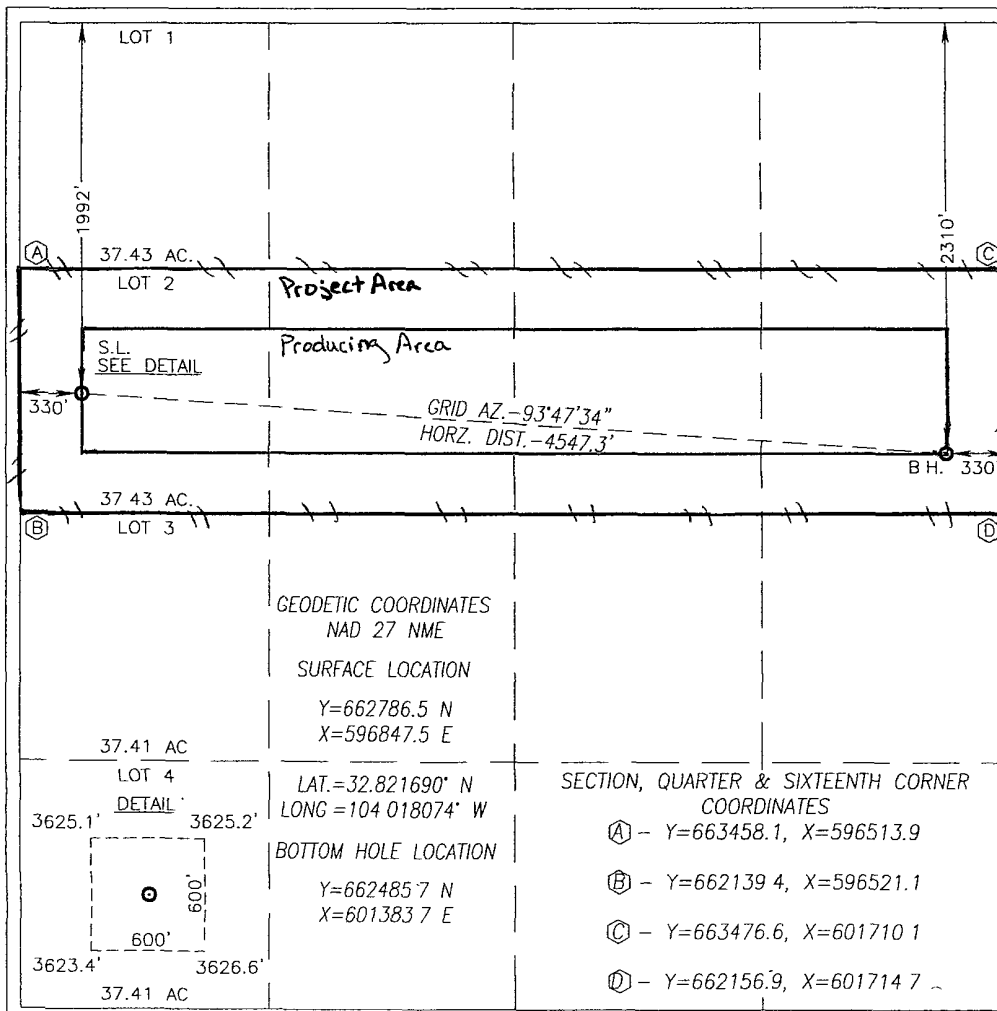 LOT 1
1992'
2310'
A
37.43 AC.
C
LOT 2
Project Area
Producing Area
S.L.
SEE DETAIL
330'
GRID AZ.-93°47'34"
HORZ. DIST.-4547.3'
B H.
330'
37 43 AC.
B
LOT 3
D
GEODETIC COORDINATES
NAD 27 NME
SURFACE LOCATION
Y=662786.5 N
X=596847.5 E
37.41 AC
LOT 4
LAT.=32.821690° N
LONG =104 018074° W
DETAIL
3625.1'
3625.2'
600'
600'
3623.4'
3626.6'
37.41 AC
BOTTOM HOLE LOCATION
Y=662485 7 N
X=601383 7 E
SECTION, QUARTER & SIXTEENTH CORNER
COORDINATES
A - Y=663458.1, X=596513.9
B - Y=662139 4, X=596521.1
C - Y=663476.6, X=601710 1
D - Y=662156.9, X=601714 7